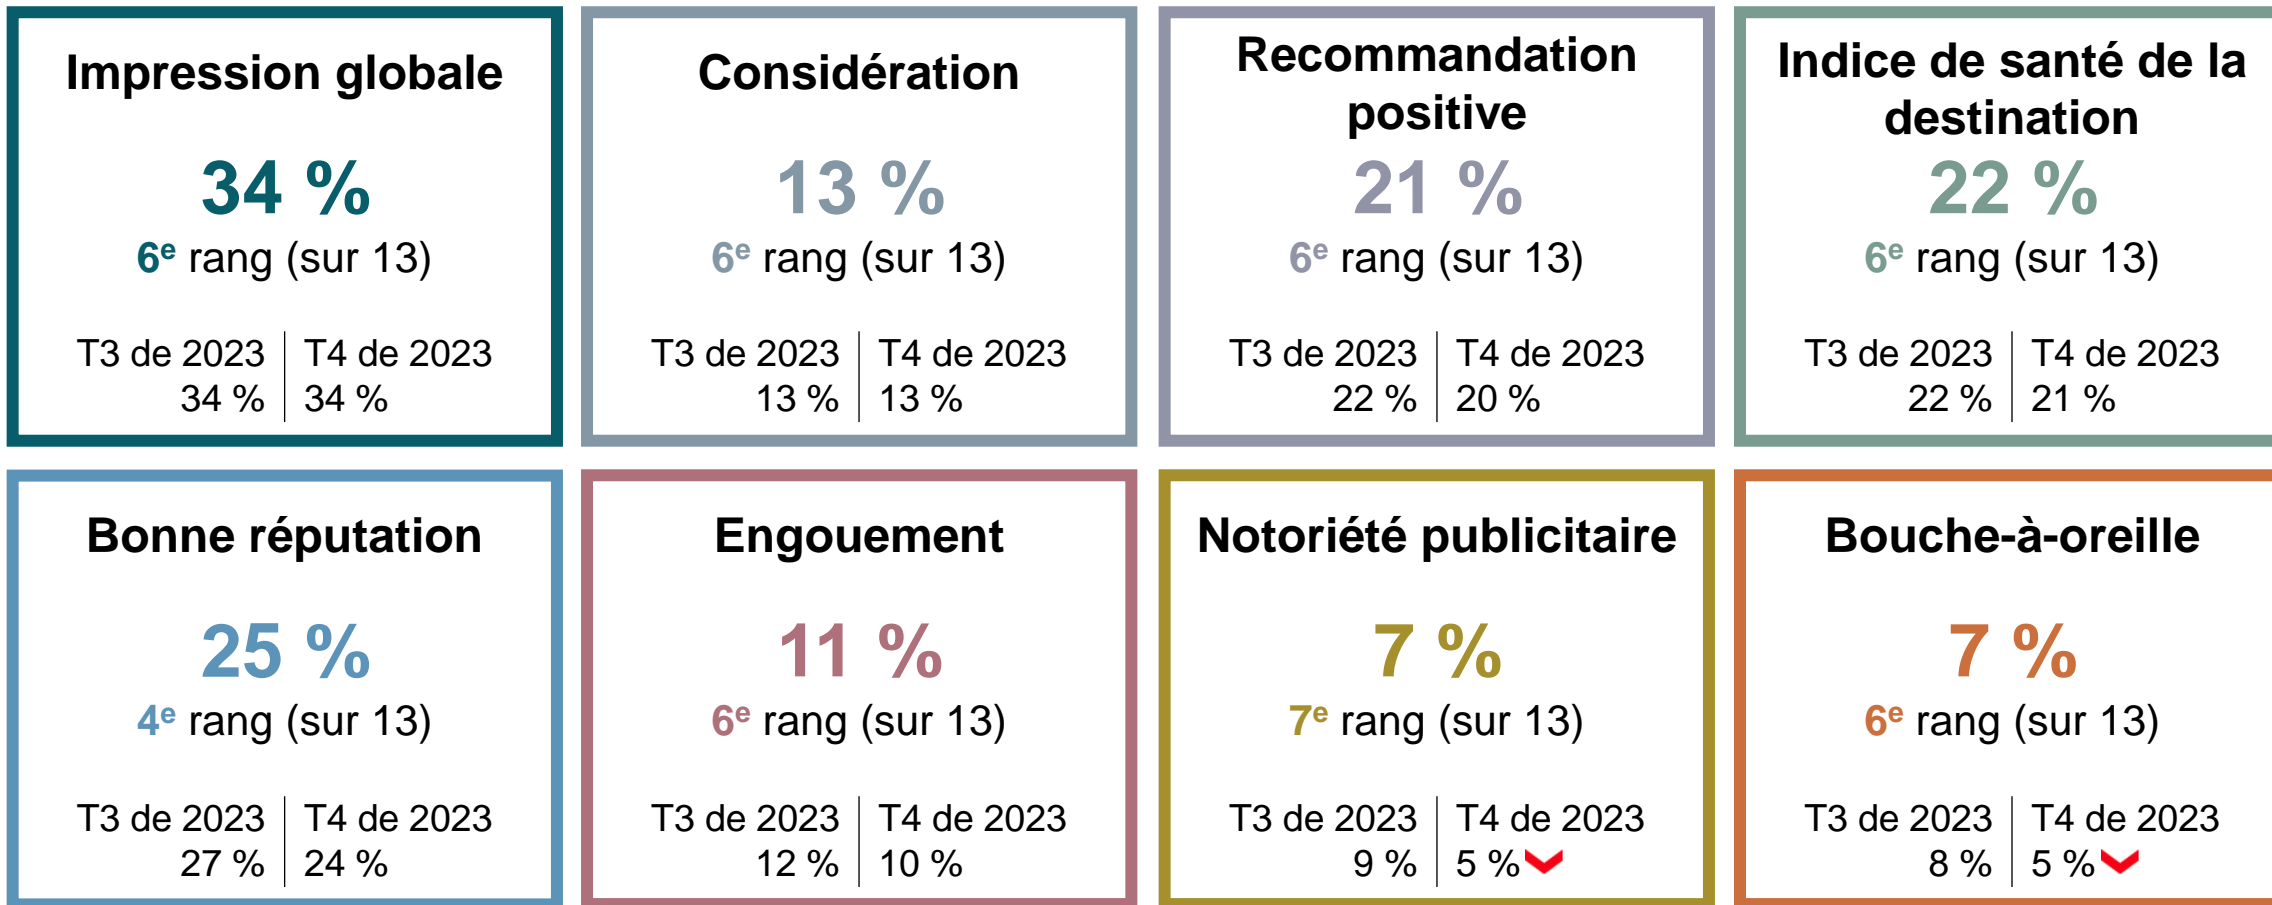 Impression globale
34 %
6e rang (sur 13)
T3 de 2023
34 %
T4 de 2023
34 %
Considération
13 %
6e rang (sur 13)
T3 de 2023
13 %
T4 de 2023
13 %
Recommandation
positive
21 %
6e rang (sur 13)
T3 de 2023
22 %
T4 de 2023
20 %
Indice de santé de la
destination
22 %
6e rang (sur 13)
T3 de 2023
22 %
T4 de 2023
21 %
Bonne réputation
25 %
4e rang (sur 13)
T3 de 2023
27 %
T4 de 2023
24 %
Engouement
11 %
6e rang (sur 13)
T3 de 2023
12 %
T4 de 2023
10 %
Notoriété publicitaire
7 %
7e rang (sur 13)
T3 de 2023
9 %
T4 de 2023
5 %
Bouche-à-oreille
7 %
6e rang (sur 13)
T3 de 2023
8 %
T4 de 2023
5 %